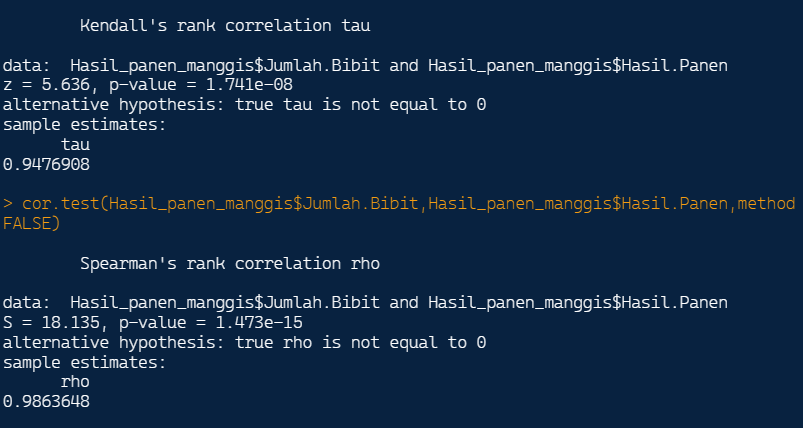 Kendall's rank correlation tau
data:  Hasil_panen_manggis$Jumlah.Bibit and Hasil_panen_manggis$Hasil.Panen
z = 5.636, p-value = 1.741e-08
alternative hypothesis: true tau is not equal to 0
sample estimates:
tau
0.9476908
> cor.test(Hasil_panen_manggis$Jumlah.Bibit,Hasil_panen_manggis$Hasil.Panen,method
FALSE)
Spearman's rank correlation rho
data:  Hasil_panen_manggis$Jumlah.Bibit and Hasil_panen_manggis$Hasil.Panen
S = 18.135, p-value = 1.473e-15
alternative hypothesis: true rho is not equal to 0
sample estimates:
rho
0.9863648